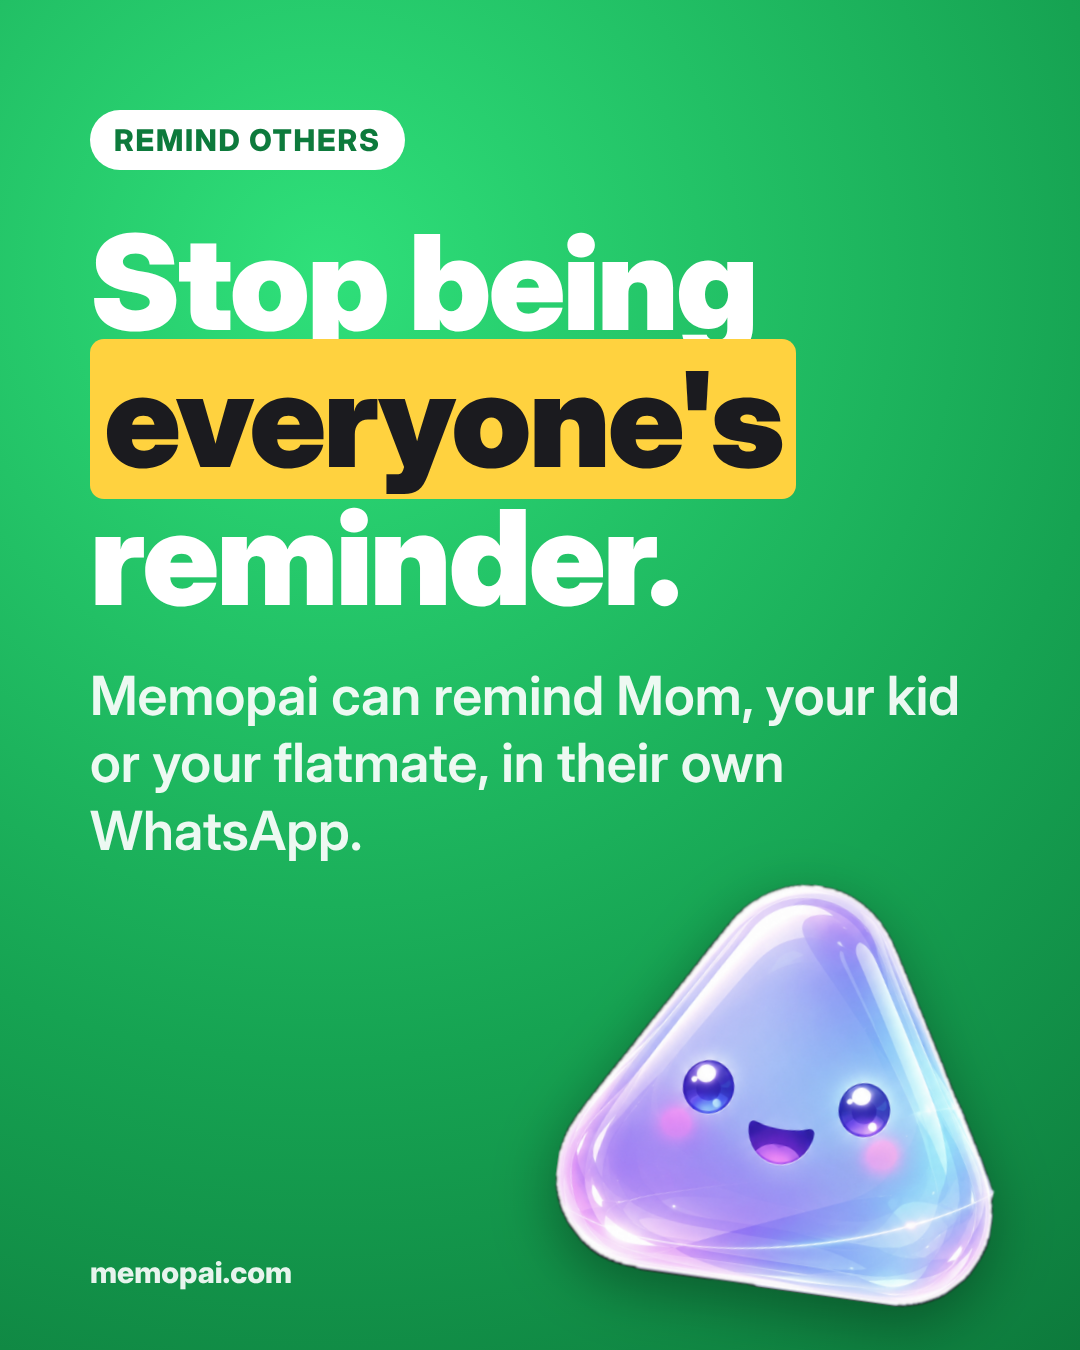 REMIND OTHERS
Stop being
everyone's
reminder.
Memopai can remind Mom, your kid
or your flatmate, in their own
WhatsApp.
memopai.com